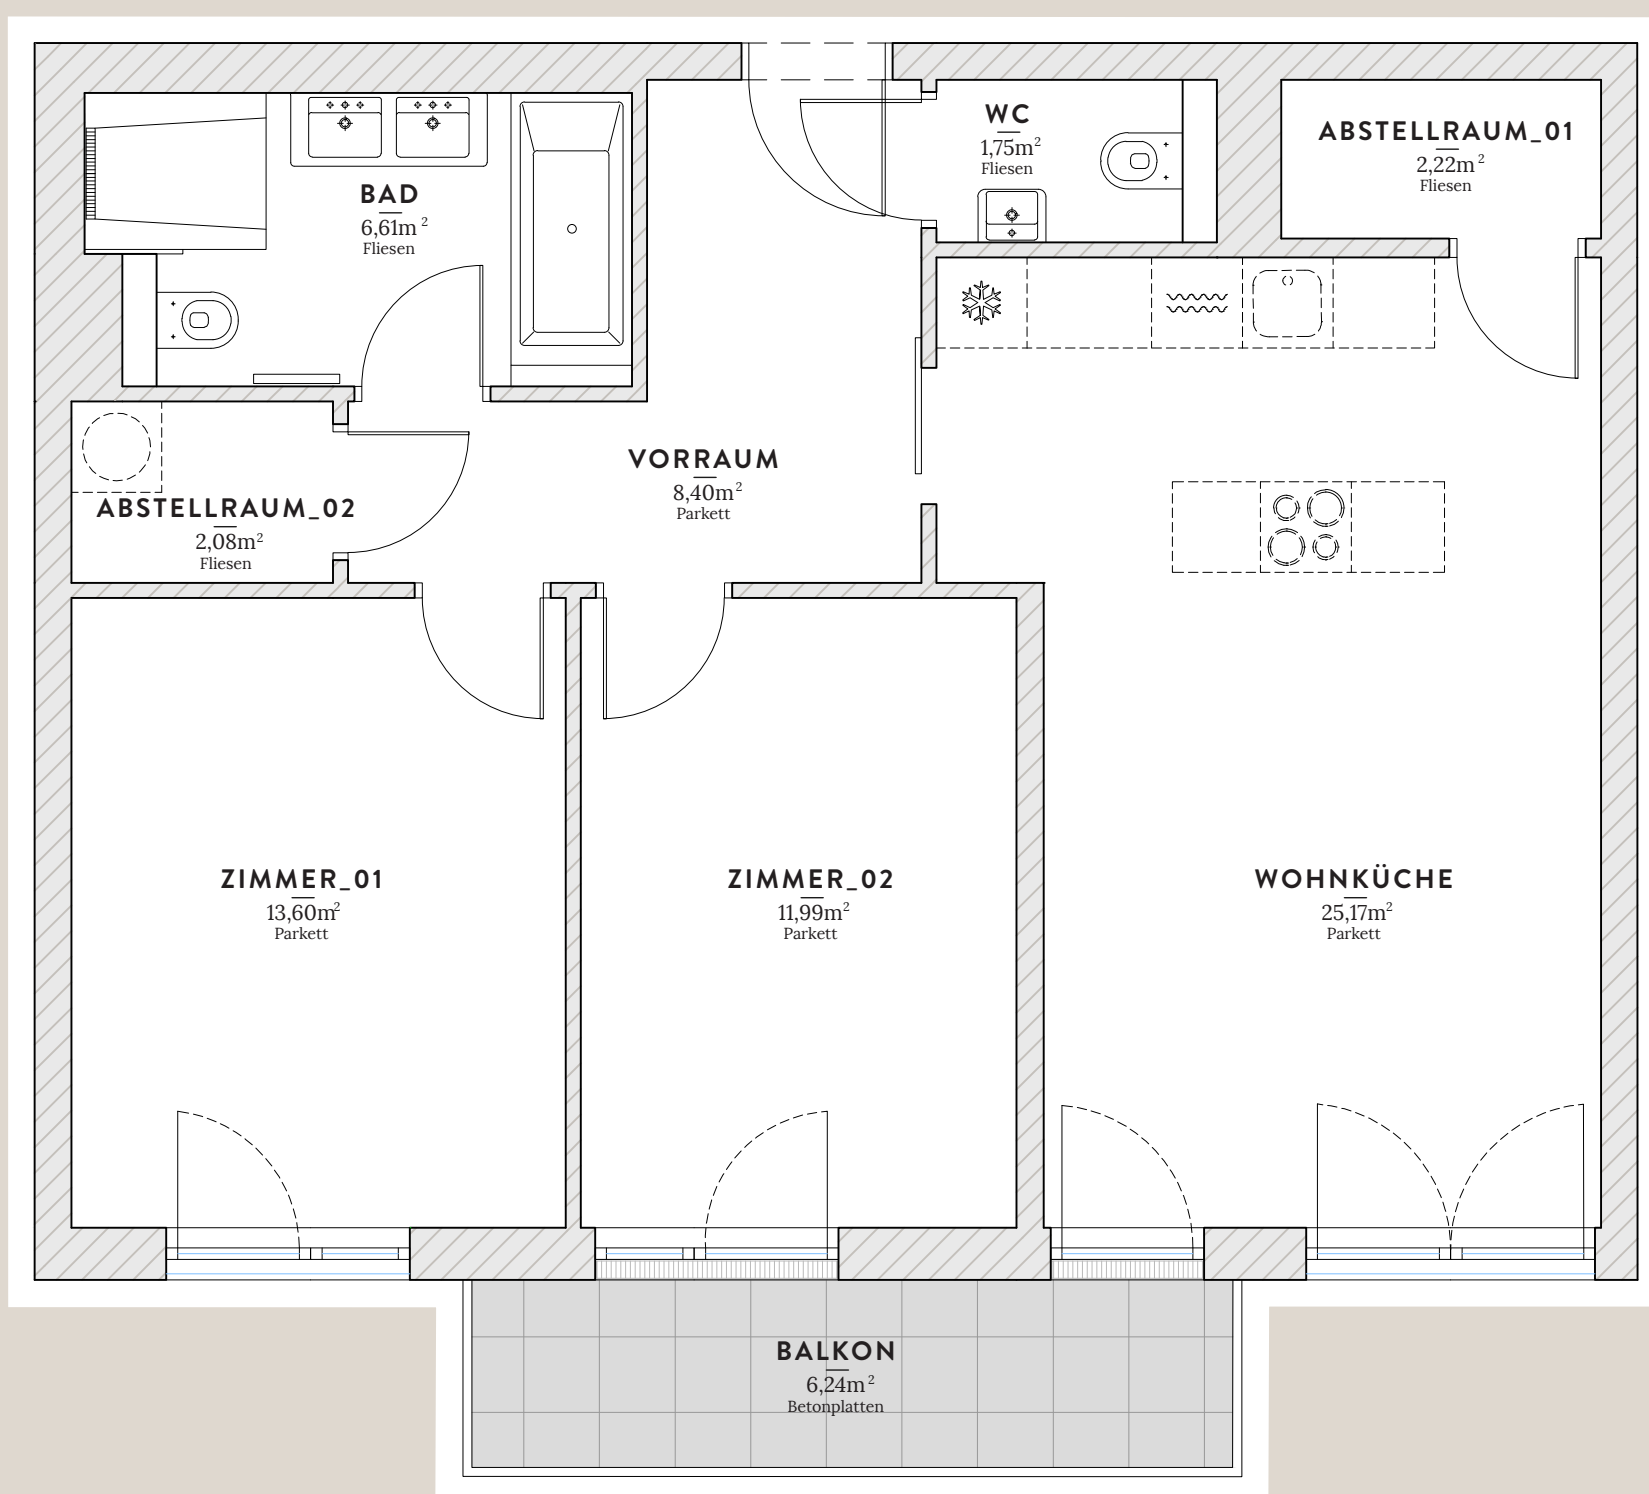 WC
1,75m²
Fliesen
ABSTELLRAUM_01
2,22m²
Fliesen
BAD
6,61m²
Fliesen
VORRAUM
8,40m²
Parkett
ABSTELLRAUM_02
2,08m²
Fliesen
ZIMMER_01
13,60m²
Parkett
ZIMMER_02
11,99m²
Parkett
WOHNKÜCHE
25,17m²
Parkett
BALKON
6,24m²
Betonplatten